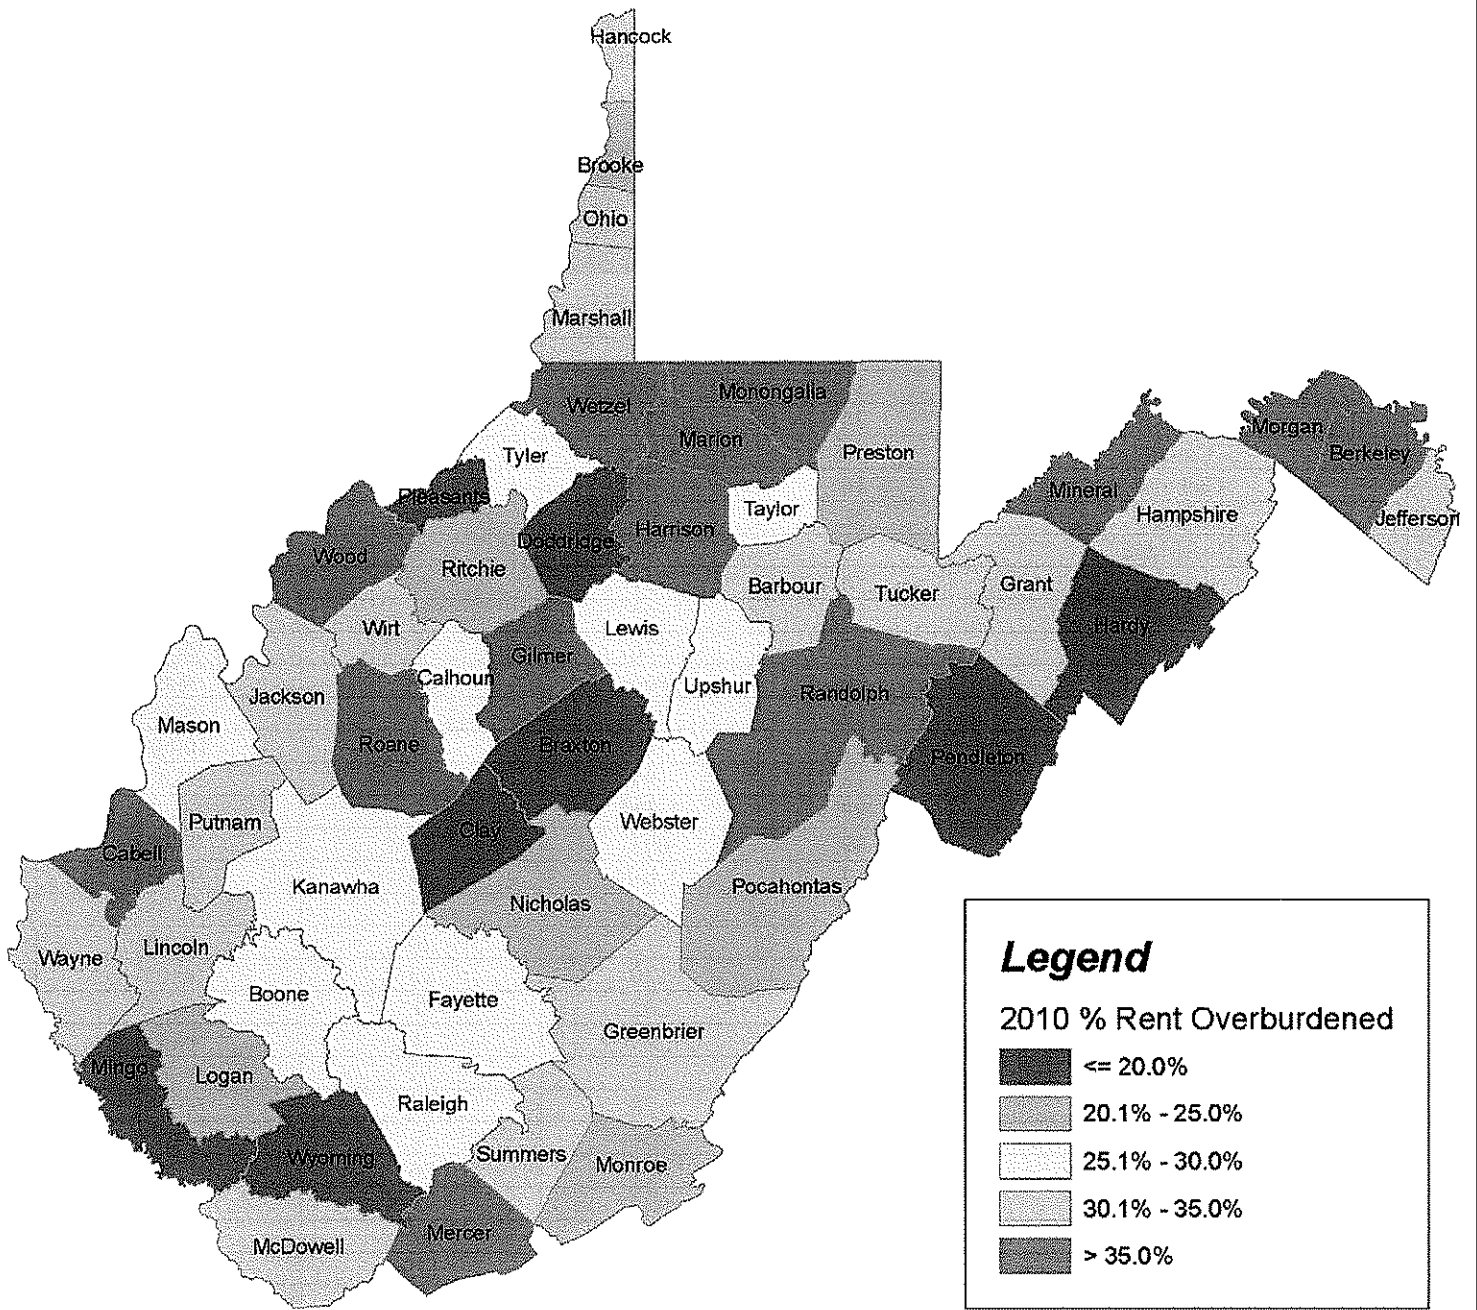 Hancock
Brooke
Ohio
Marshall
Wetzel
Monongalia
Marion
Preston
Tyler
Pleasants
Taylor
Harrison
Doddridge
Wood
Ritchie
Barbour
Tucker
Grant
Mineral
Hampshire
Morgan
Berkeley
Jefferson
Hardy
Wirt
Lewis
Gilmer
Calhoun
Upshur
Randolph
Jackson
Mason
Roane
Braxton
Pendleton
Putnam
Clay
Webster
Cabell
Kanawha
Nicholas
Pocahontas
Wayne
Lincoln
Boone
Fayette
Greenbrier
Mingo
Logan
Raleigh
Wyoming
Summers
Monroe
Mercer
McDowell
Legend
2010 % Rent Overburdened
<= 20.0%
20.1% - 25.0%
25.1% - 30.0%
30.1% - 35.0%
> 35.0%